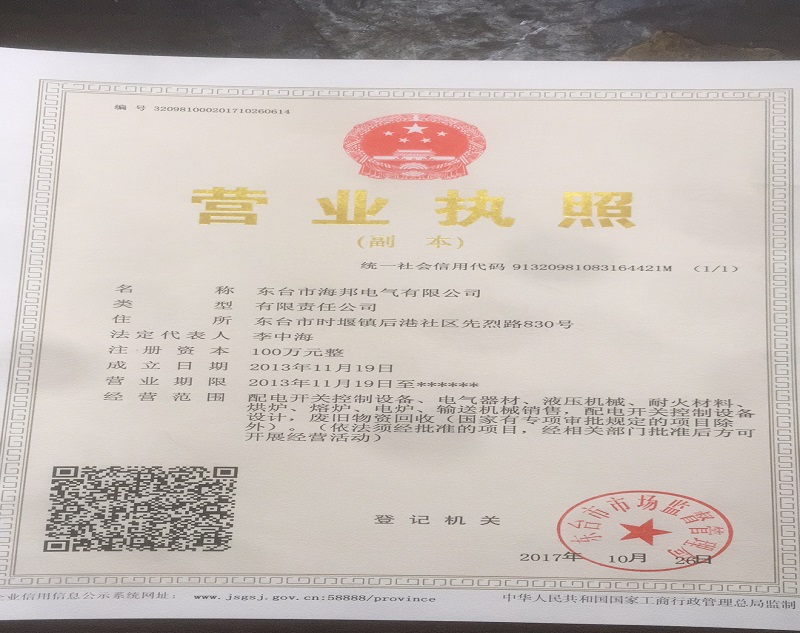 编 号 320981000201710260614
营业执照
(副 本)
统一社会信用代码 91320981083164421M (1/1)
名 称 东台市海邦电气有限公司
类 型 有限责任公司
住 所 东台市时堰镇后港社区先烈路830号
法定代表人 李中海
注册资本 100万元整
成立日期 2013年11月19日
营业期限 2013年11月19日至******
经营范围 配电开关控制设备、电气器材、液压机械、耐火材料、
烘炉、熔炉、电炉、输送机械销售，配电开关控制设备
设计，废旧物资回收（国家有专项审批规定的项目除
外）。（依法须经批准的项目，经相关部门批准后方可
开展经营活动）
登记机关
东台市市场监督管理局
2017年 10月 26日
企业信用信息公示系统网址： www.jsgsj.gov.cn:58888/province
中华人民共和国国家工商行政管理总局监制